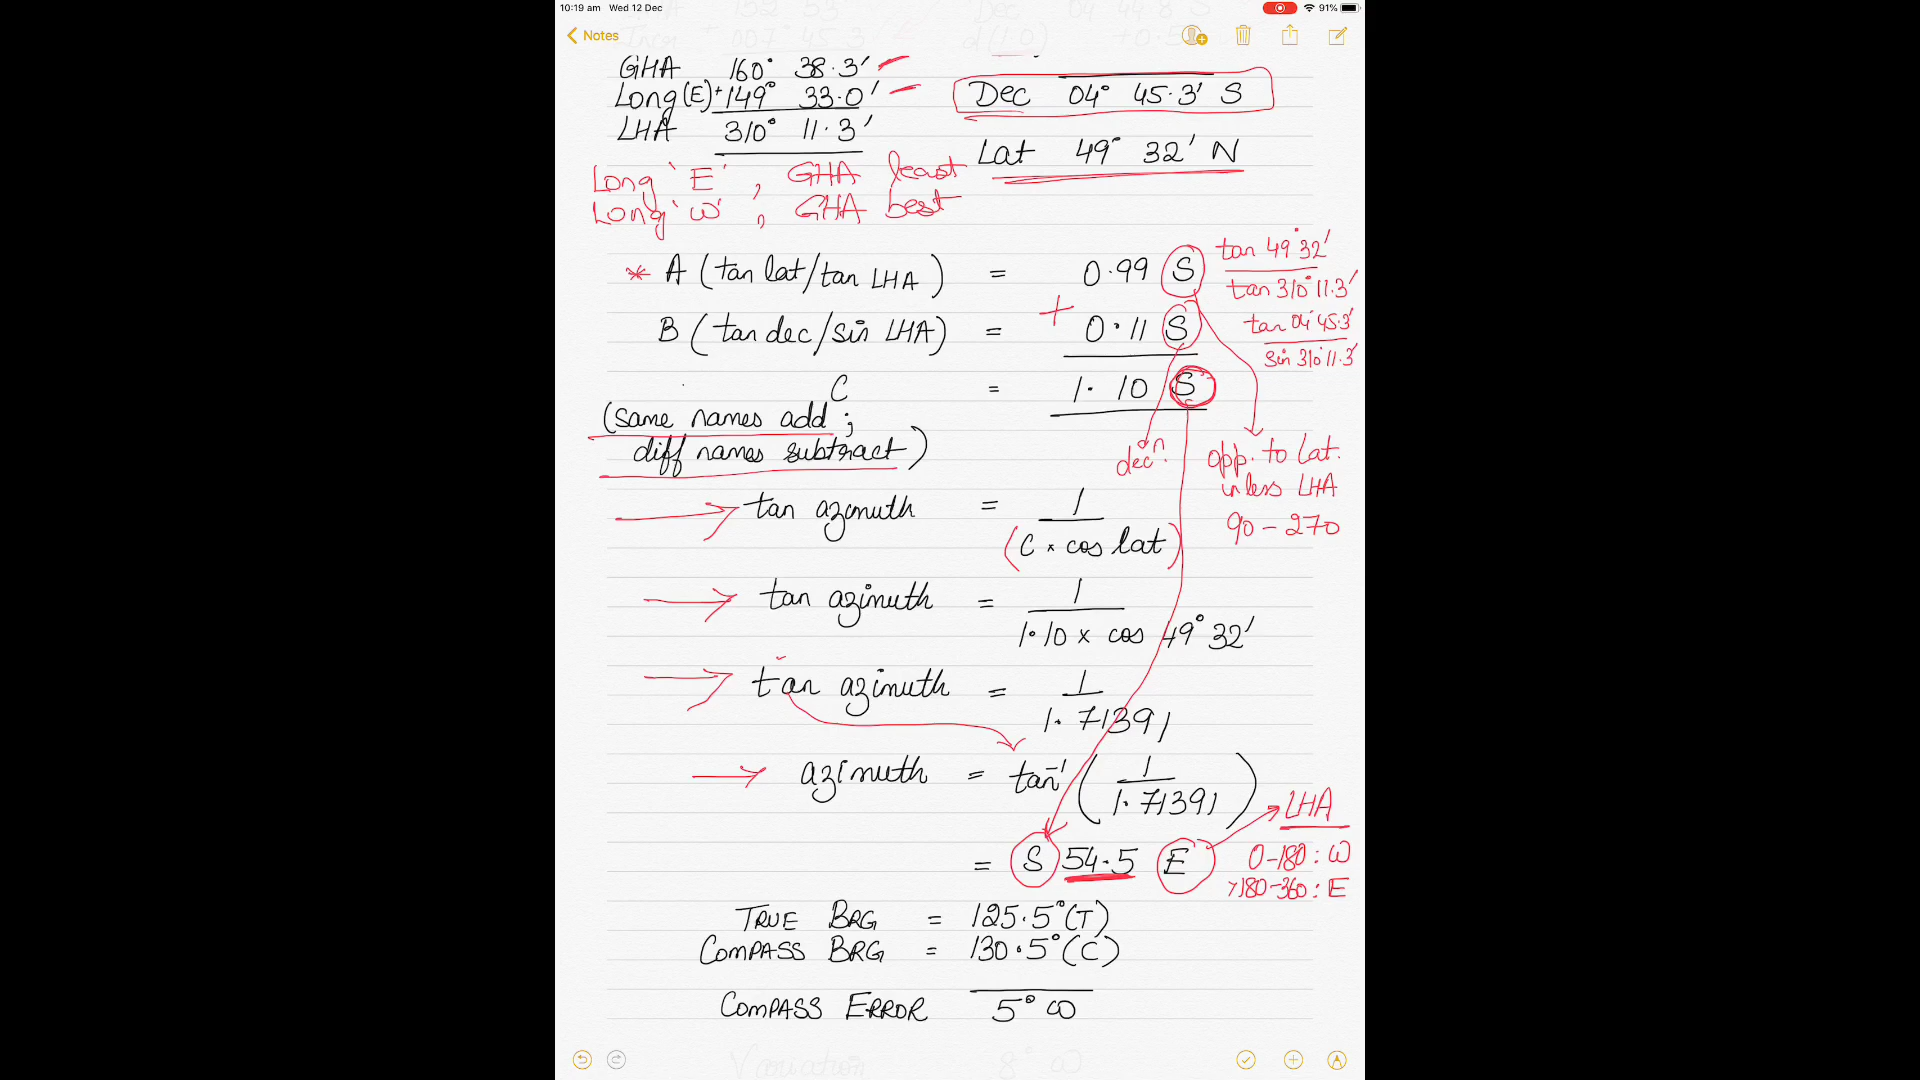 10:19 am Wed 12 Dec 91%
Notes
GHA 160° 38.3'
Long(E) + 149° 33.0'
LHA 310° 11.3'
Dec 04° 45.3' S
Lat 49° 32' N
Long 'E', GHA least
Long 'W', GHA best
* A (tan lat/tan LHA) = 0.99 S
tan 49° 32'
tan 310° 11.3'
+
B (tan dec/sin LHA) = 0.11 S
tan 04° 45.3'
sin 310 11.3'
C = 1.10 S
(same names add;
diff names subtract)
decn.
opp. to Lat.
unless LHA
90 - 270
tan azimuth = 1
(C × cos lat)
tan azimuth = 1
1.10 × cos 49° 32'
tan azimuth = 1
1.71391
azimuth = tan-1 (1
1.71391)
= S 54.5 E
LHA
0-180 : W
>180-360 : E
TRUE BRG = 125.5° (T)
COMPASS BRG = 130.5° (C)
COMPASS ERROR 5° W
Variation 8° W